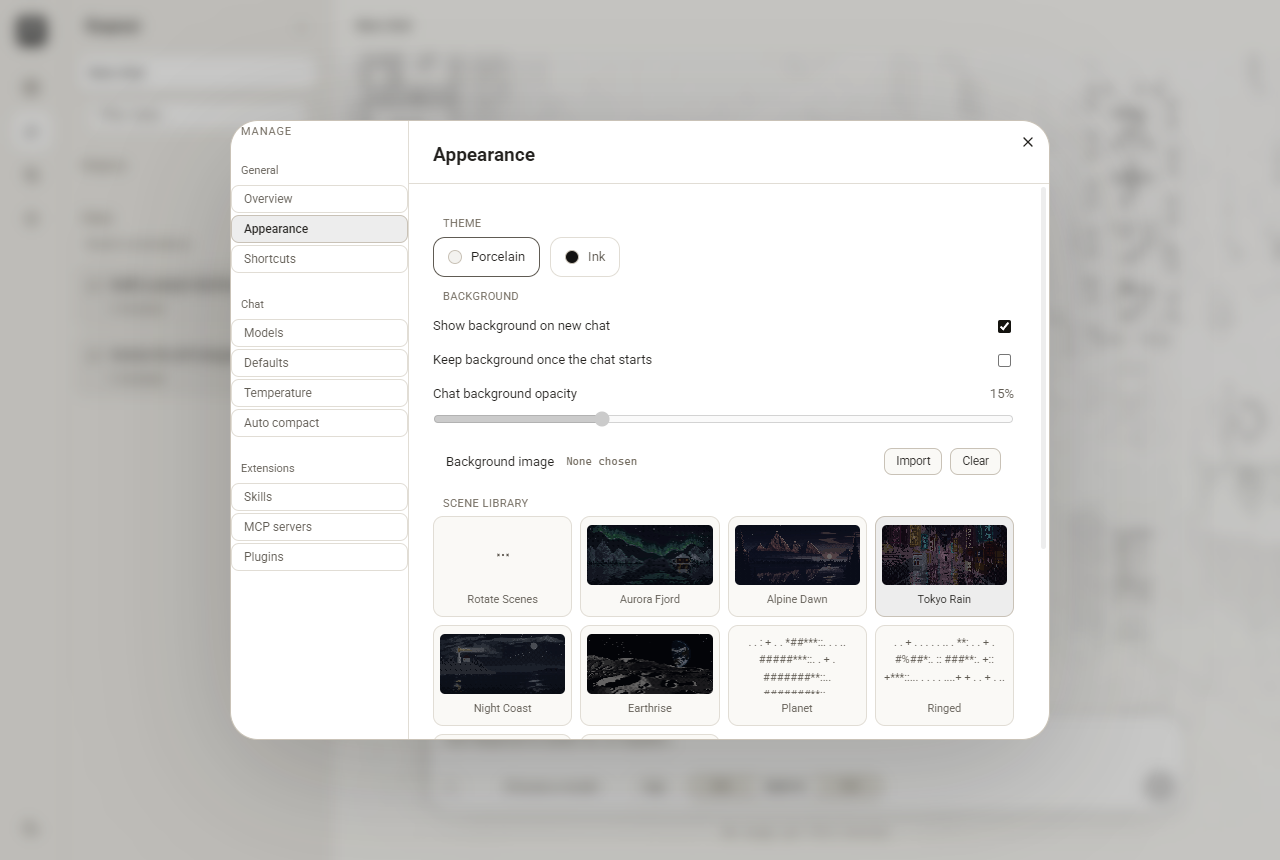 MANAGE
General
Overview
Appearance
Shortcuts
Chat
Models
Defaults
Temperature
Auto compact
Extensions
Skills
MCP servers
Plugins
Appearance
THEME
Porcelain
Ink
BACKGROUND
Show background on new chat
Keep background once the chat starts
Chat background opacity
15%
Background image
None chosen
Import
Clear
SCENE LIBRARY
Rotate Scenes
Aurora Fjord
Alpine Dawn
Tokyo Rain
Night Coast
Earthrise
Planet
Ringed